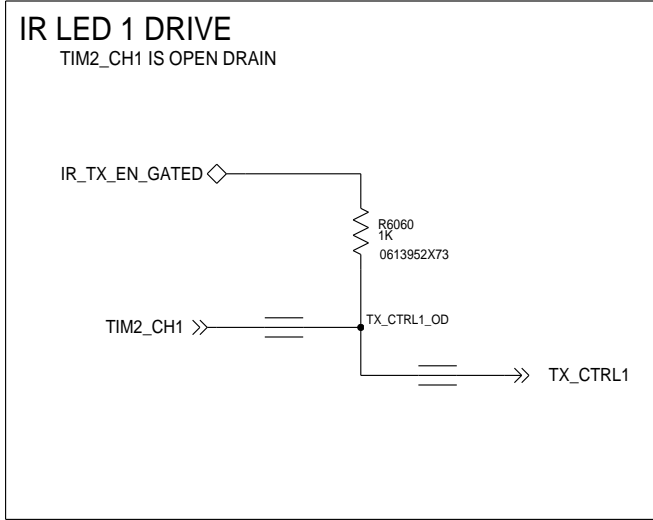 IR LED 1 DRIVE
TIM2_CH1 IS OPEN DRAIN
IR_TX_EN_GATED
R6060
1K
0613952X73
TX_CTRL1_OD
TIM2_CH1
TX_CTRL1